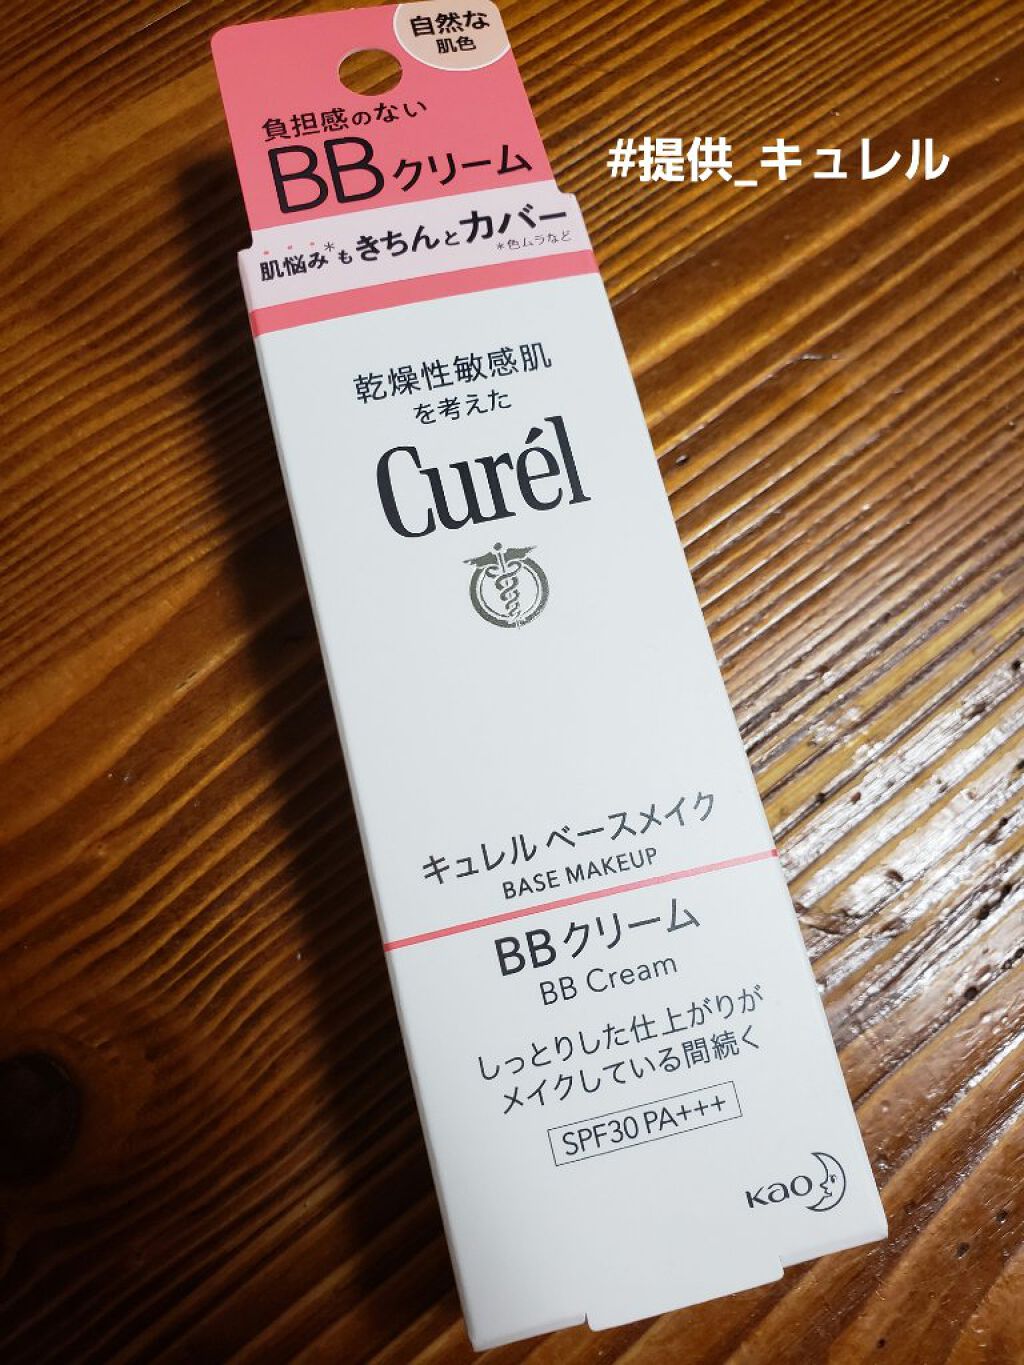 自然な
肌色
負担感のない
BBクリーム
#提供_キュレル
肌悩み*もきちんとカバー
*色ムラなど
乾燥性敏感肌
を考えた
Curél
キュレル ベースメイク
BASE MAKEUP
BBクリーム
BB Cream
しっとりした仕上がりが
メイクしている間続く
SPF30 PA+++
Kao